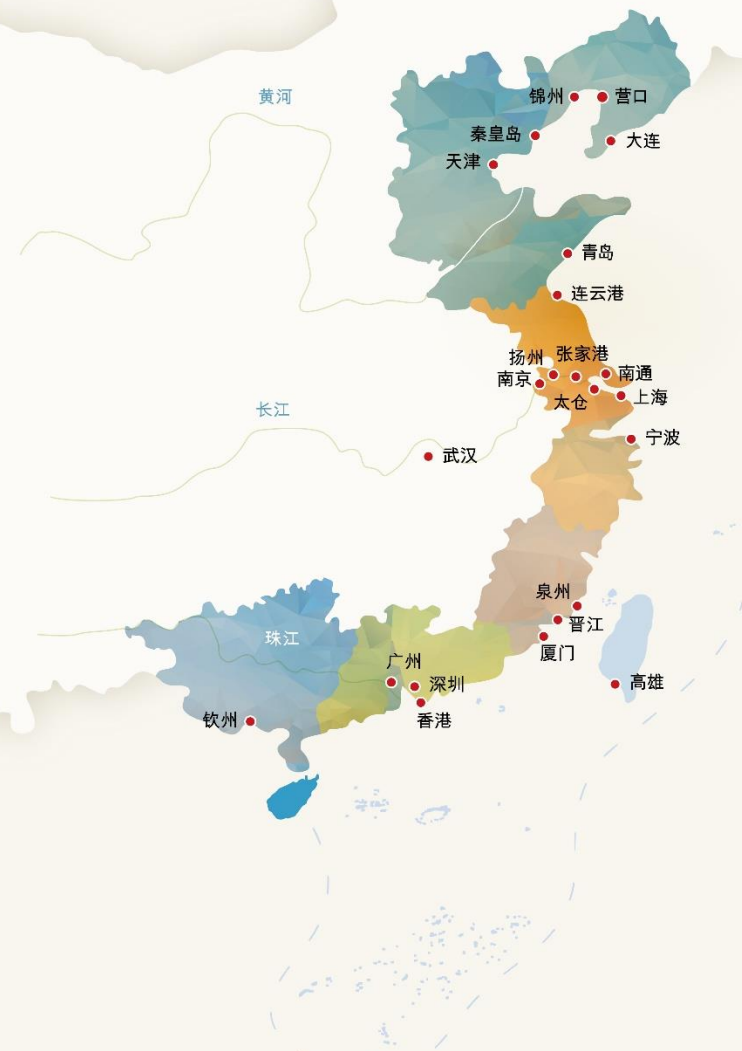 黄河
锦州
营口
秦皇岛
大连
天津
青岛
连云港
扬州
张家港
南京
南通
太仓
上海
长江
宁波
武汉
泉州
晋江
珠江
厦门
广州
深圳
高雄
钦州
香港